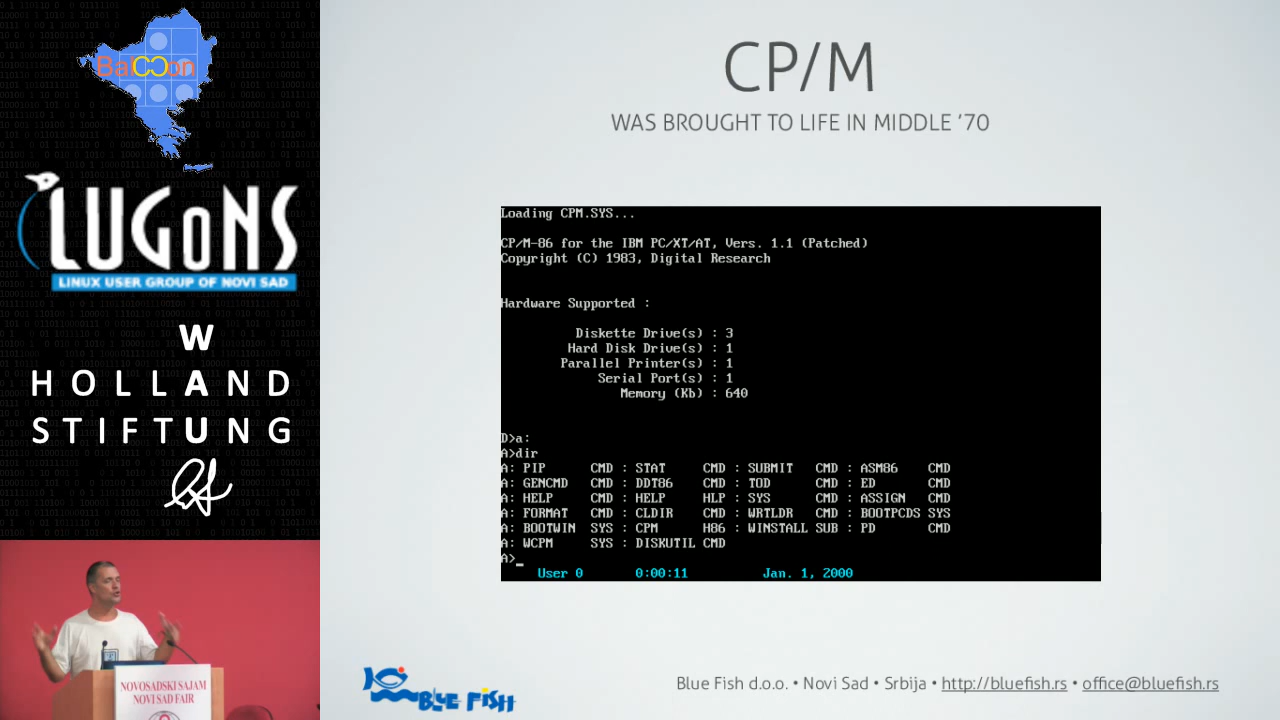 BalCCon
LUGoNS
LINUX USER GROUP OF NOVI SAD
W
HOLLAND
STIFTUNG
NOVOSADSKI SAJAM
NOVI SAD FAIR
CP/M
WAS BROUGHT TO LIFE IN MIDDLE ’70
Loading CPM.SYS...
CP/M-86 for the IBM PC/XT/AT, Vers. 1.1 (Patched)
Copyright (C) 1983, Digital Research
Hardware Supported :
Diskette Drive(s) : 3
Hard Disk Drive(s) : 1
Parallel Printer(s) : 1
Serial Port(s) : 1
Memory (Kb) : 640
D>a:
A>dir
A: PIP CMD : STAT CMD : SUBMIT CMD : ASM86 CMD
A: GENCMD CMD : DDT86 CMD : TOD CMD : ED CMD
A: HELP CMD : HELP HLP : SYS CMD : ASSIGN CMD
A: FORMAT CMD : CLDIR CMD : WRTLDR CMD : BOOTPCDS SYS
A: BOOTWIN SYS : CPM H86 : WINSTALL SUB : PD CMD
A: WCPM SYS : DISKUTIL CMD
A>_
User 0 0:00:11 Jan. 1, 2000
BLUE FISH
Blue Fish d.o.o. • Novi Sad • Srbija • http://bluefish.rs • office@bluefish.rs